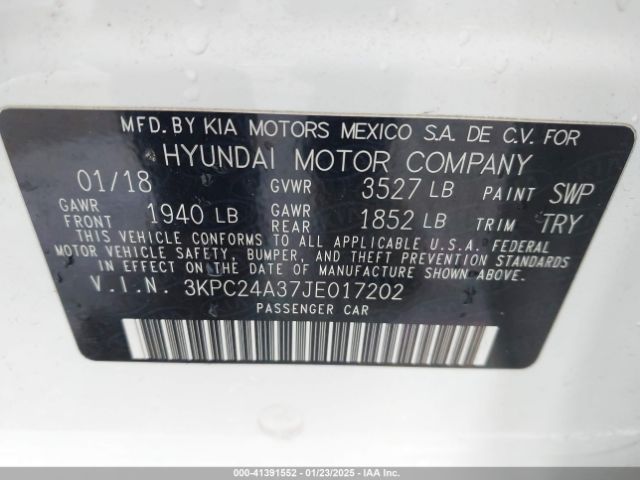 MFD. BY KIA MOTORS MEXICO S.A. DE C.V. FOR
HYUNDAI MOTOR COMPANY
01/18 GVWR 3527 LB PAINT SWP
GAWR FRONT 1940 LB GAWR REAR 1852 LB TRIM TRY
THIS VEHICLE CONFORMS TO ALL APPLICABLE U.S.A. FEDERAL
MOTOR VEHICLE SAFETY, BUMPER, AND THEFT PREVENTION STANDARDS
IN EFFECT ON THE DATE OF MANUFACTURE SHOWN ABOVE.
V.I.N. 3KPC24A37JE017202
PASSENGER CAR
000-41391552 - 01/23/2025 - IAA Inc.